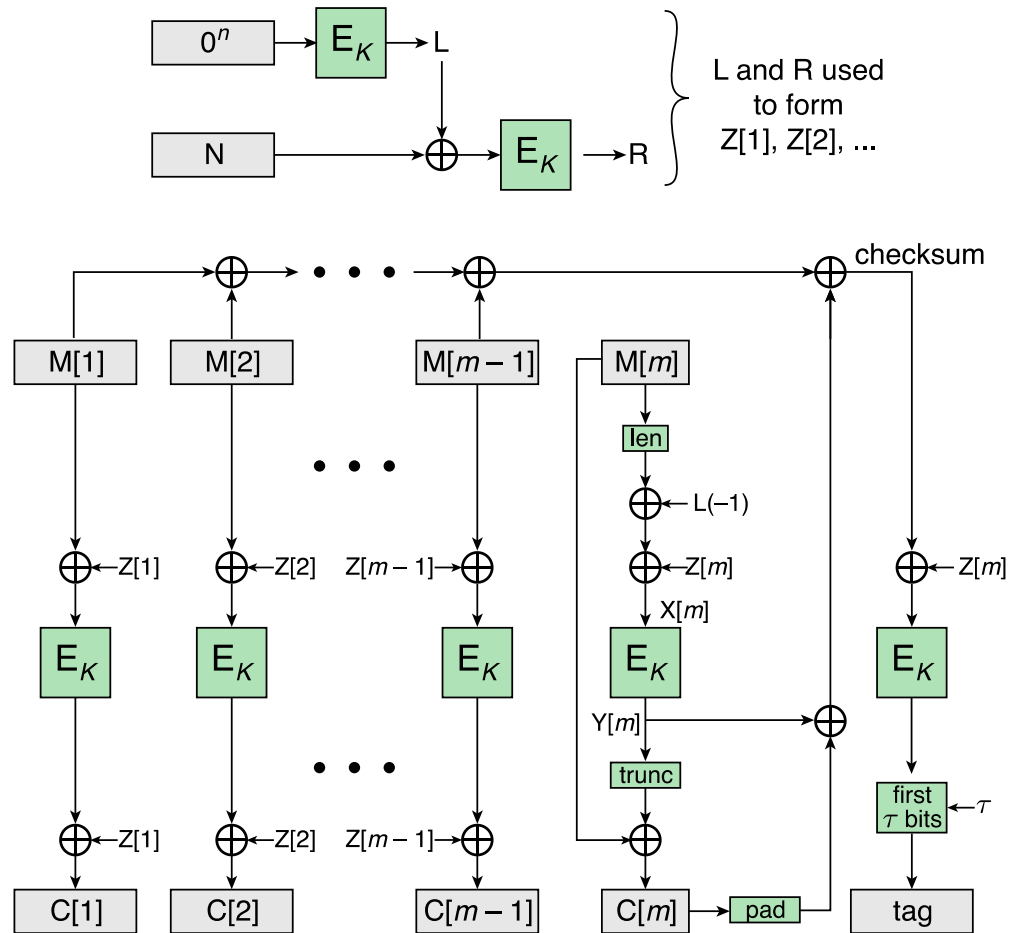 0ⁿ
E_K
L
N
E_K
R
L and R used
to form
Z[1], Z[2], ...
checksum
M[1]
M[2]
M[m – 1]
M[m]
len
L(–1)
Z[1]
Z[2]
Z[m – 1]
Z[m]
Z[m]
X[m]
E_K
E_K
E_K
E_K
E_K
Y[m]
trunc
first
τ bits
τ
Z[1]
Z[2]
Z[m – 1]
C[1]
C[2]
C[m – 1]
C[m]
pad
tag